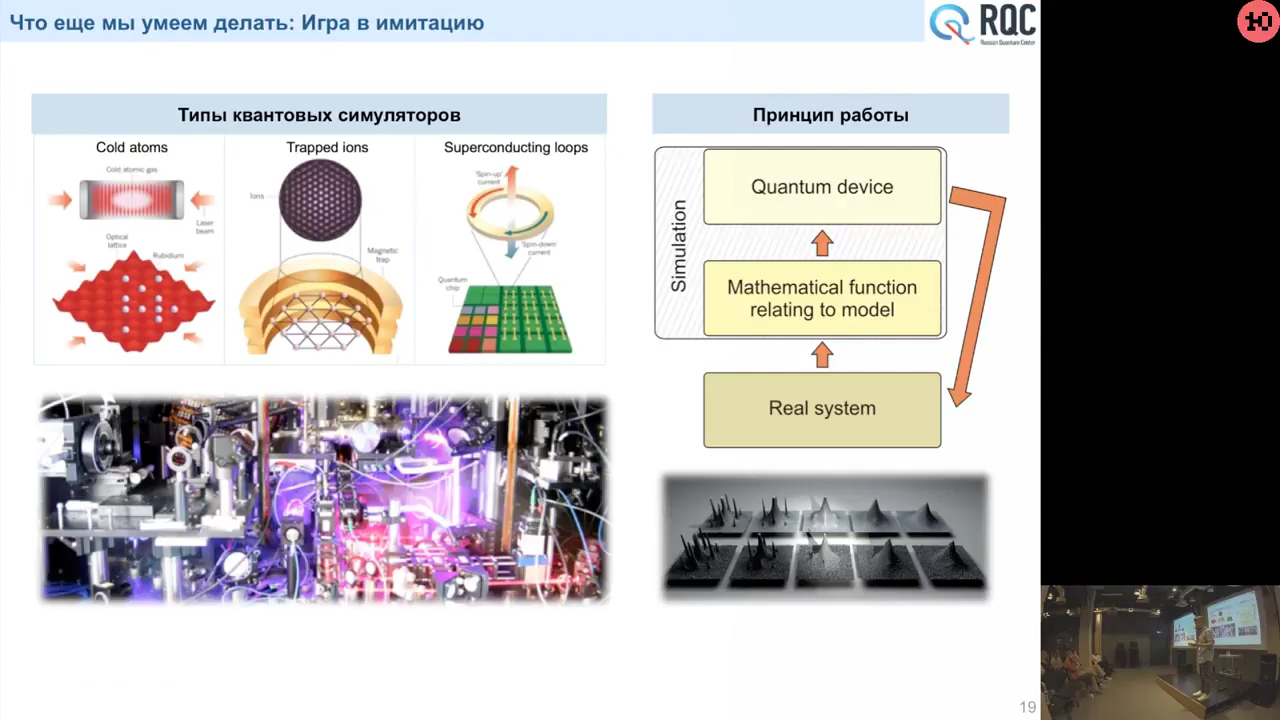 Что еще мы умеем делать: Игра в имитацию
RQC
Russian Quantum Center
Ю
Типы квантовых симуляторов
Cold atoms
Cold atomic gas
Laser
beam
Optical
lattice
Rubidium
Trapped ions
Ions
Magnetic
trap
Superconducting loops
'Spin-up'
current
'Spin-down'
current
Quantum
chip
Принцип работы
Simulation
Quantum device
Mathematical function
relating to model
Real system
19